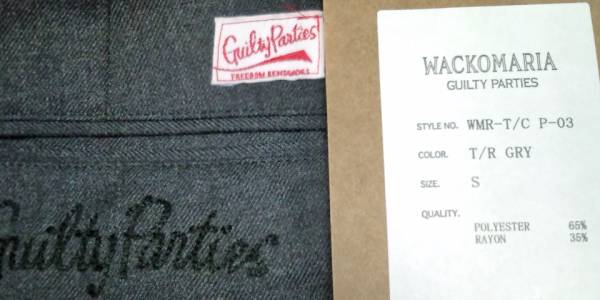 Guilty Parties
FREEDOM
Guilty Parties
WACKOMARIA
GUILTY PARTIES
STYLE NO. WMR-T/C P-03
COLOR. T/R GRY
SIZE. S
QUALITY.
POLYESTER 65%
RAYON 35%